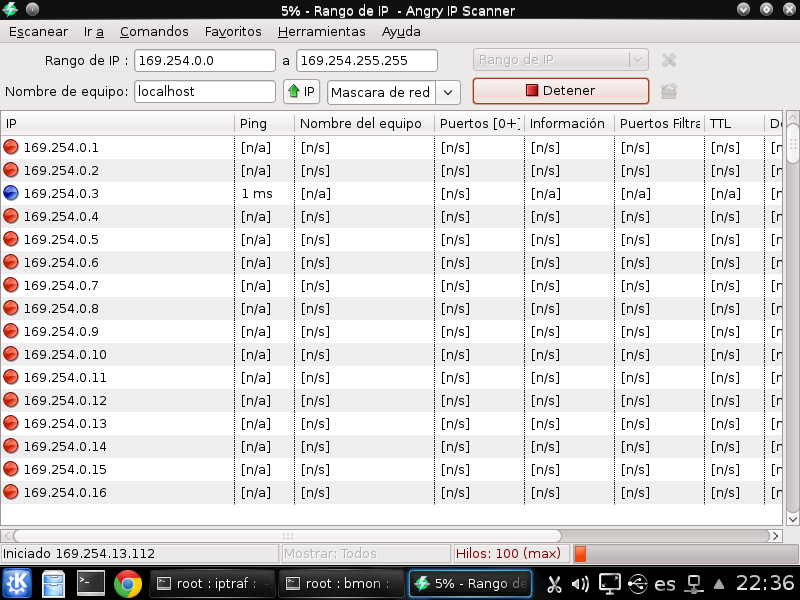 5% - Rango de IP - Angry IP Scanner
Escanear Ir a Comandos Favoritos Herramientas Ayuda
Rango de IP : 169.254.0.0 a 169.254.255.255 Rango de IP
Nombre de equipo: localhost IP Mascara de red Detener
IP Ping Nombre del equipo Puertos [0+] Información Puertos Filtra TTL De
169.254.0.1 [n/a] [n/s] [n/s] [n/s] [n/s] [n/s] [n
169.254.0.2 [n/a] [n/s] [n/s] [n/s] [n/s] [n/s] [n
169.254.0.3 1 ms [n/a] [n/s] [n/a] [n/a] [n/a] [n
169.254.0.4 [n/a] [n/s] [n/s] [n/s] [n/s] [n/s] [n
169.254.0.5 [n/a] [n/s] [n/s] [n/s] [n/s] [n/s] [n
169.254.0.6 [n/a] [n/s] [n/s] [n/s] [n/s] [n/s] [n
169.254.0.7 [n/a] [n/s] [n/s] [n/s] [n/s] [n/s] [n
169.254.0.8 [n/a] [n/s] [n/s] [n/s] [n/s] [n/s] [n
169.254.0.9 [n/a] [n/s] [n/s] [n/s] [n/s] [n/s] [n
169.254.0.10 [n/a] [n/s] [n/s] [n/s] [n/s] [n/s] [n
169.254.0.11 [n/a] [n/s] [n/s] [n/s] [n/s] [n/s] [n
169.254.0.12 [n/a] [n/s] [n/s] [n/s] [n/s] [n/s] [n
169.254.0.13 [n/a] [n/s] [n/s] [n/s] [n/s] [n/s] [n
169.254.0.14 [n/a] [n/s] [n/s] [n/s] [n/s] [n/s] [n
169.254.0.15 [n/a] [n/s] [n/s] [n/s] [n/s] [n/s] [n
169.254.0.16 [n/a] [n/s] [n/s] [n/s] [n/s] [n/s] [n
Iniciado 169.254.13.112 Mostrar: Todos Hilos: 100 (max)
root : iptraf : root : bmon : 5% - Rango de es 22:36